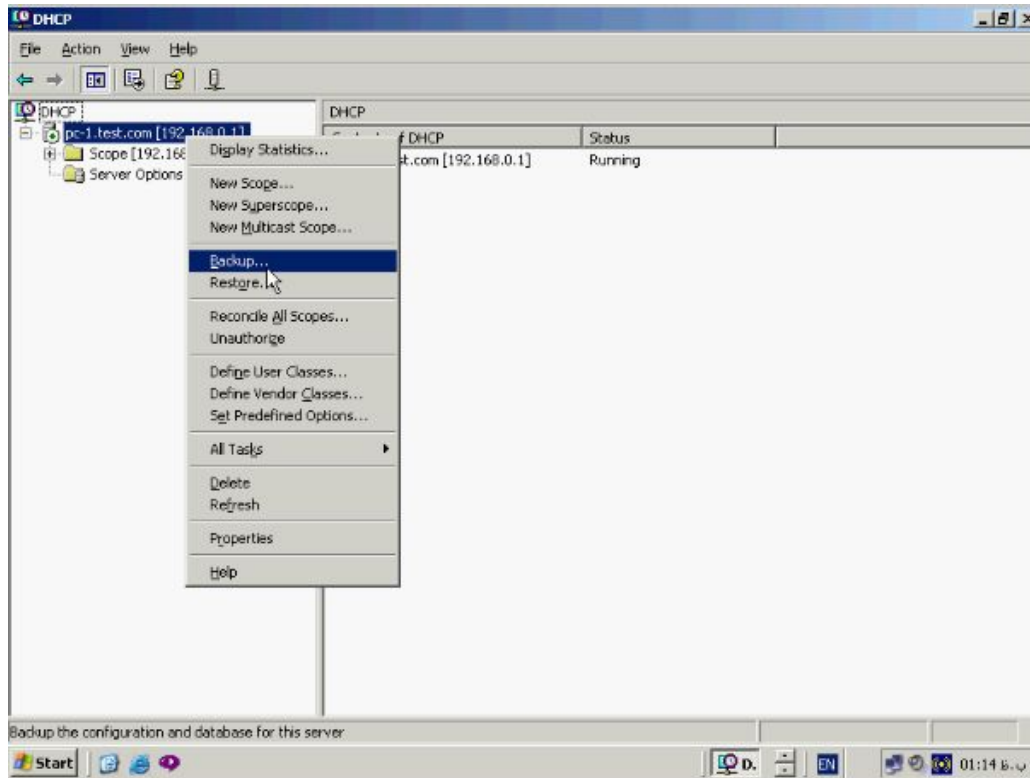 DHCP
File Action View Help
DHCP
pc-1.test.com [192.168.0.1]
Scope [192.168
Server Options
DHCP
f DHCP Status
st.com [192.168.0.1] Running
Display Statistics...
New Scope...
New Superscope...
New Multicast Scope...
Backup...
Restore...
Reconcile All Scopes...
Unauthorize
Define User Classes...
Define Vendor Classes...
Set Predefined Options...
All Tasks
Delete
Refresh
Properties
Help
Backup the configuration and database for this server
Start D. EN 01:14 ب.ظ